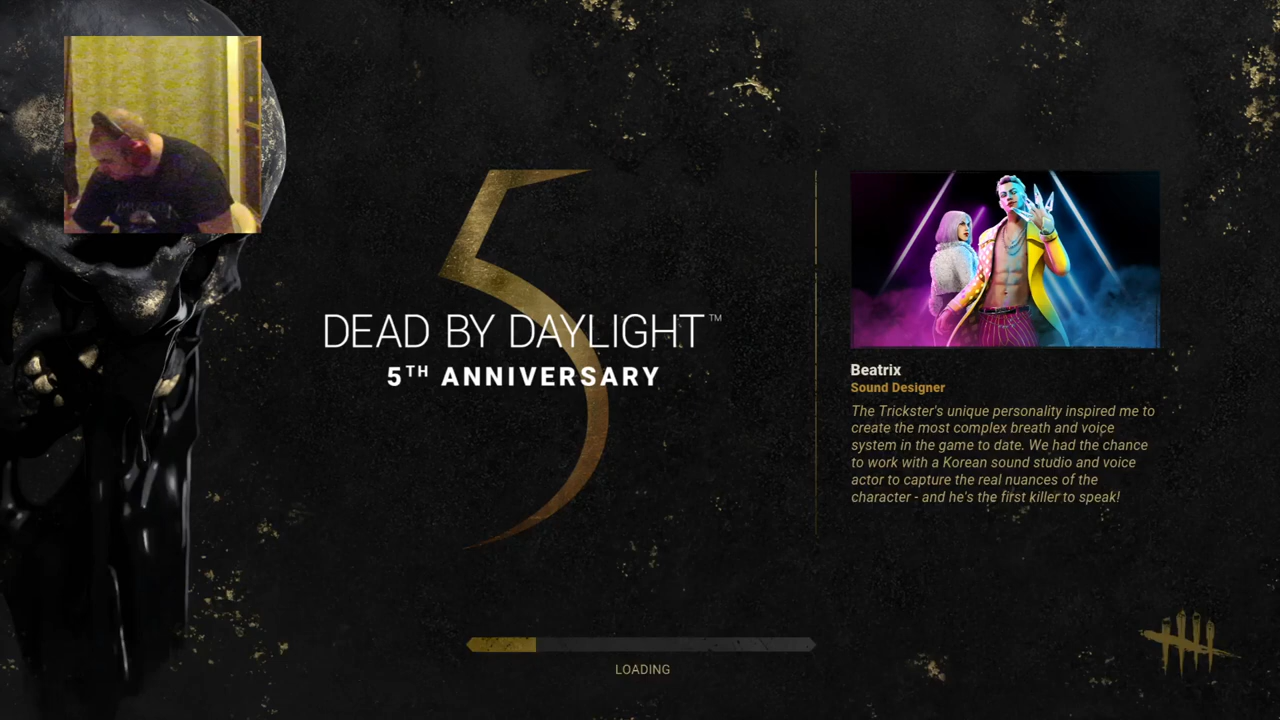 DEAD BY DAYLIGHT™
5TH ANNIVERSARY
Beatrix
Sound Designer
The Trickster's unique personality inspired me to
create the most complex breath and voice
system in the game to date. We had the chance
to work with a Korean sound studio and voice
actor to capture the real nuances of the
character - and he's the first killer to speak!
LOADING